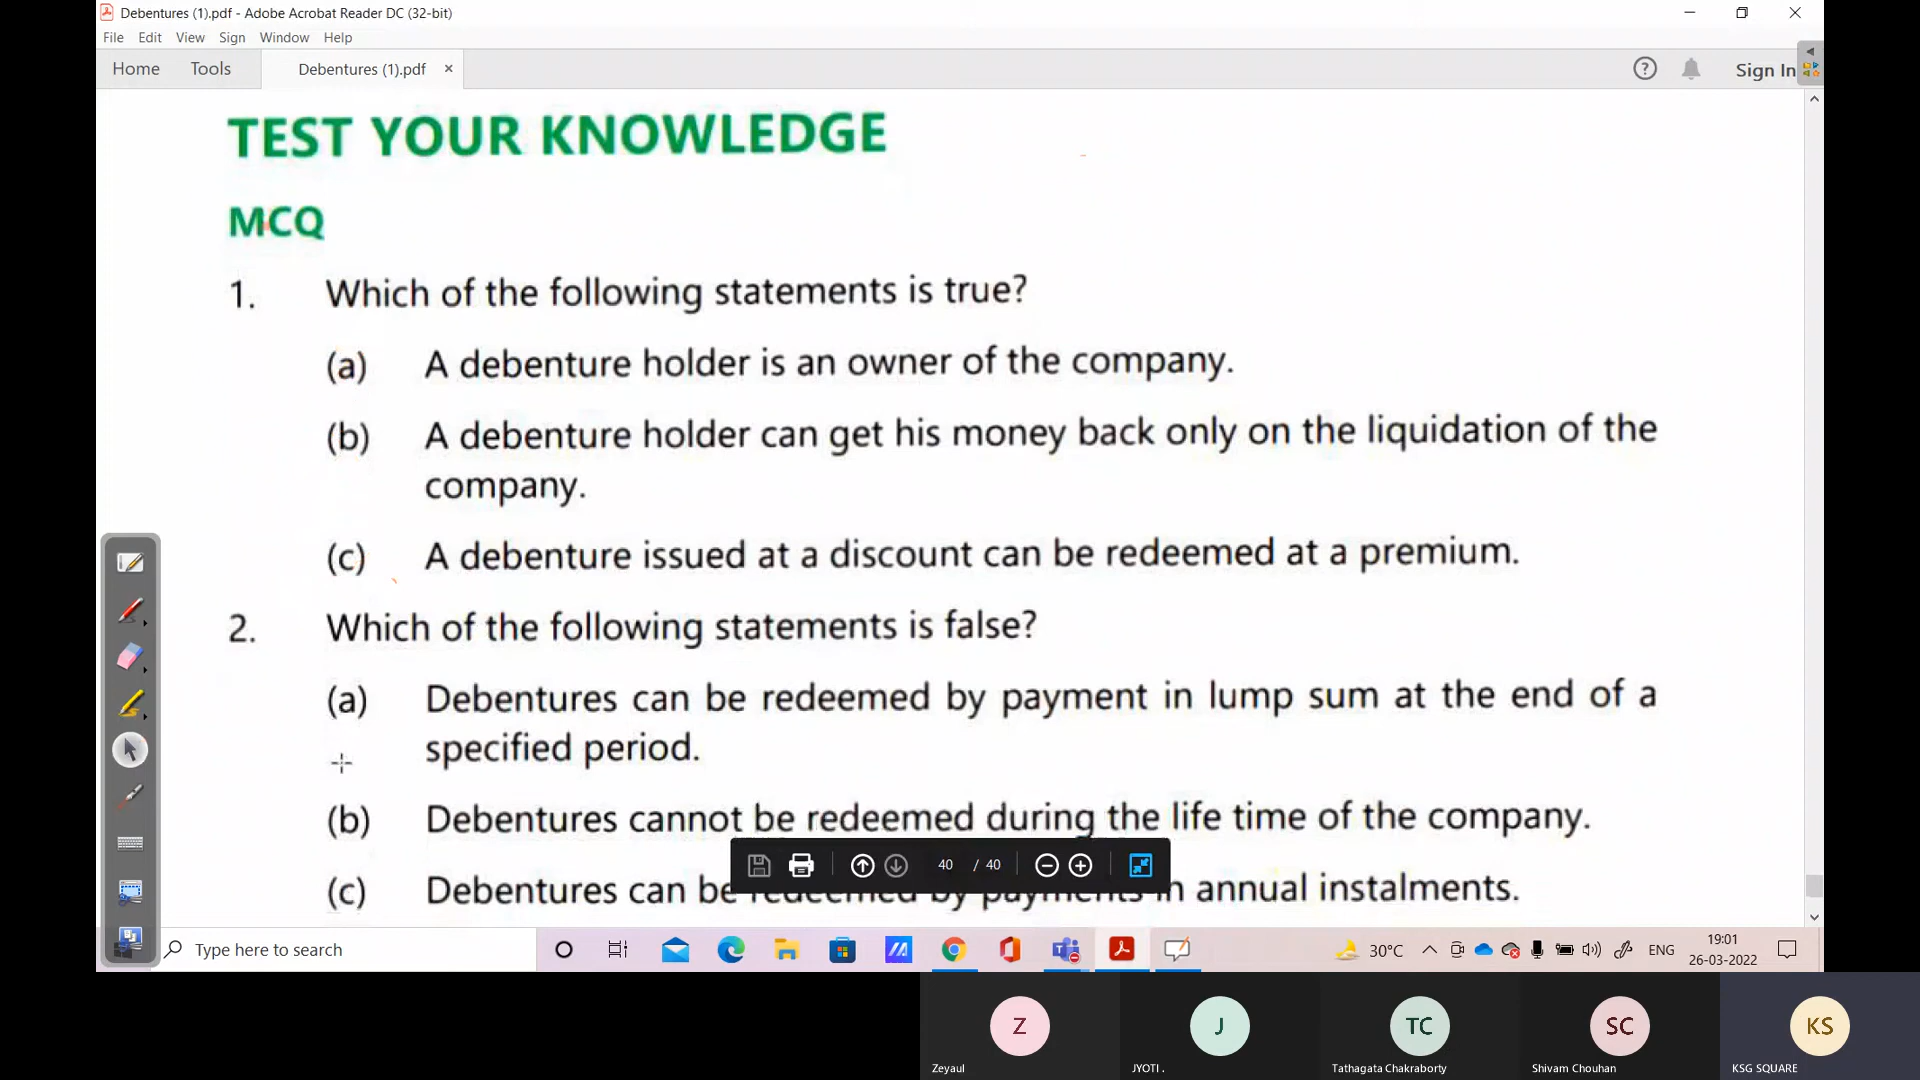 Debentures (1).pdf - Adobe Acrobat Reader DC (32-bit)
File Edit View Sign Window Help
Home Tools Debentures (1).pdf × Sign In
TEST YOUR KNOWLEDGE
MCQ
1. Which of the following statements is true?
(a) A debenture holder is an owner of the company.
(b) A debenture holder can get his money back only on the liquidation of the
company.
(c) A debenture issued at a discount can be redeemed at a premium.
2. Which of the following statements is false?
(a) Debentures can be redeemed by payment in lump sum at the end of a
specified period.
(b) Debentures cannot be redeemed during the life time of the company.
40 / 40
(c) Debentures can be redeemed by payments in annual instalments.
Type here to search 30°C ENG 19:01
26-03-2022
Z J TC SC KS
Zeyaul JYOTI . Tathagata Chakraborty Shivam Chouhan KSG SQUARE